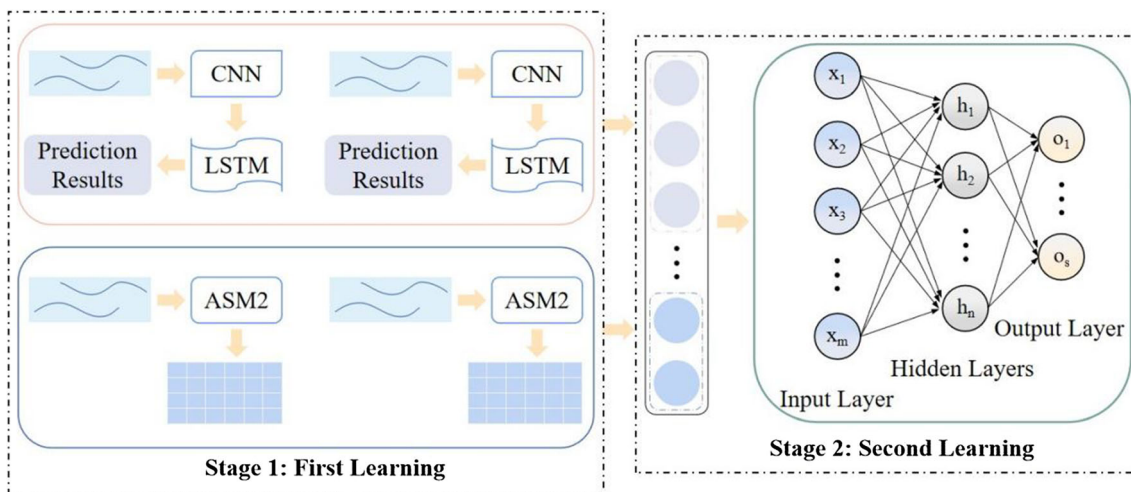 CNN
CNN
Prediction
Results
LSTM
Prediction
Results
LSTM
ASM2
ASM2
Stage 1: First Learning
x1
x2
x3
xm
h1
h2
hn
o1
os
Input Layer
Hidden Layers
Output Layer
Stage 2: Second Learning